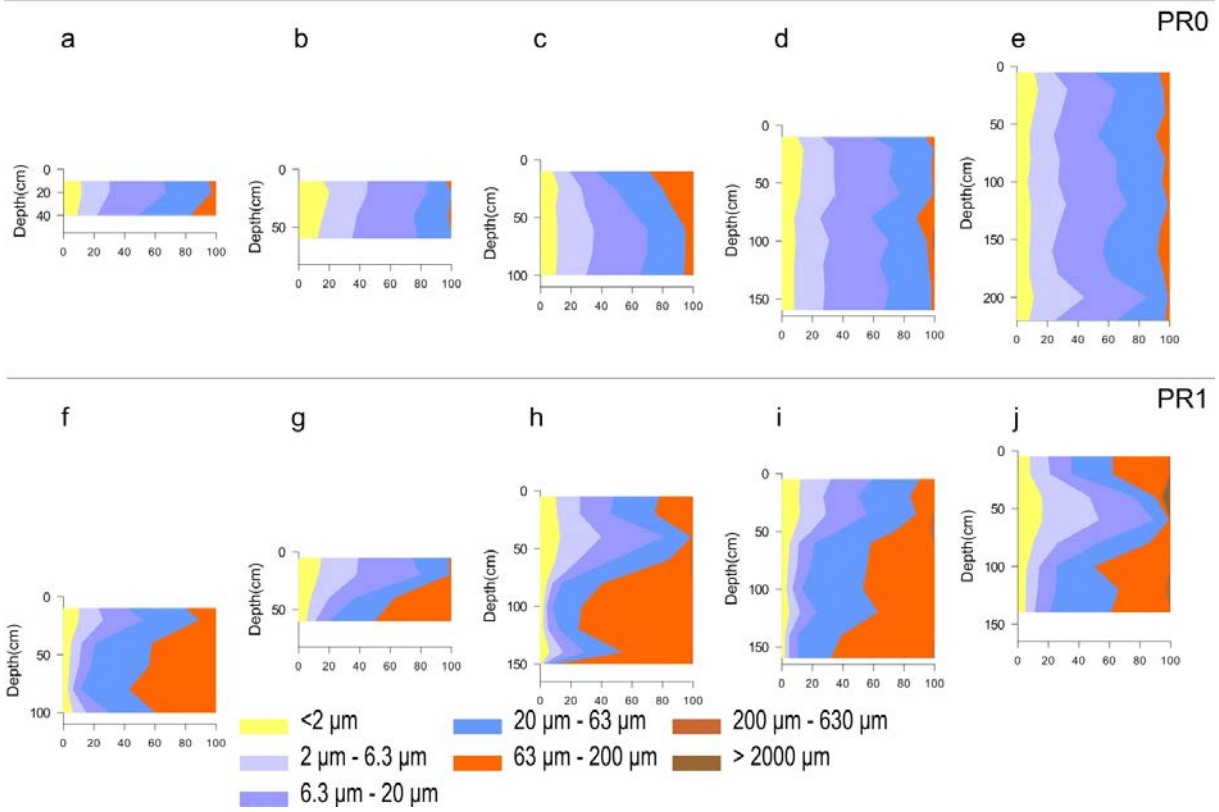 PR0
a
b
c
d
e
Depth(cm)
0
20
40
0 20 40 60 80 100
Depth(cm)
0
50
0 20 40 60 80 100
Depth(cm)
0
50
100
0 20 40 60 80 100
Depth(cm)
0
50
100
150
0 20 40 60 80 100
Depth(cm)
0
50
100
150
200
0 20 40 60 80 100
PR1
f
g
h
i
j
Depth(cm)
0
50
100
0 20 40 60 80 100
Depth(cm)
0
50
0 20 40 60 80 100
Depth(cm)
0
50
100
150
0 20 40 60 80 100
Depth(cm)
0
50
100
150
0 20 40 60 80 100
Depth(cm)
0
50
100
150
0 20 40 60 80 100
<2 µm
2 µm - 6.3 µm
6.3 µm - 20 µm
20 µm - 63 µm
63 µm - 200 µm
200 µm - 630 µm
> 2000 µm